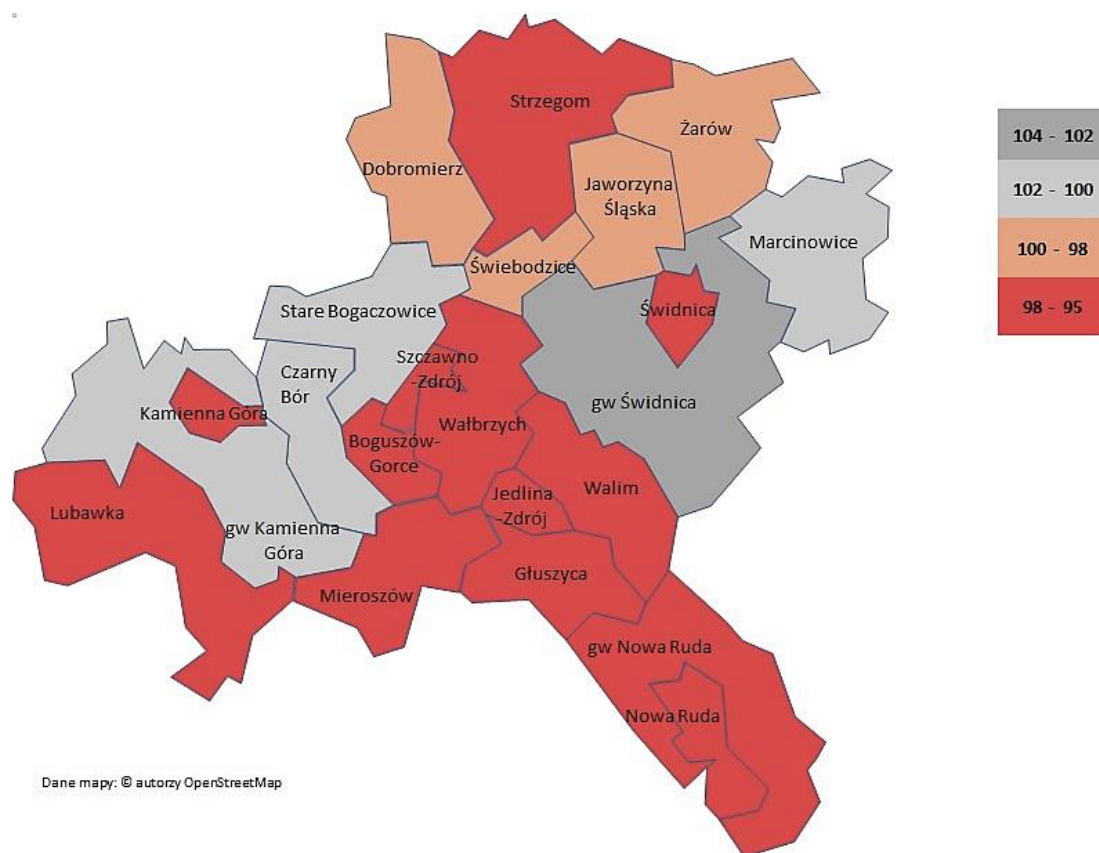 Strzegom
Żarów
Dobromierz
Jaworzyna
Śląska
Marcinowice
Świebodzice
Stare Bogaczowice
Świdnica
Szczawno
-Zdrój
Czarny
Bór
gw Świdnica
Kamienna Góra
Wałbrzych
Boguszów-
Gorce
Walim
Jedlina
-Zdrój
Lubawka
gw Kamienna
Góra
Głuszyca
Mieroszów
gw Nowa Ruda
Nowa Ruda
104 - 102
102 - 100
100 - 98
98 - 95
Dane mapy: © autorzy OpenStreetMap